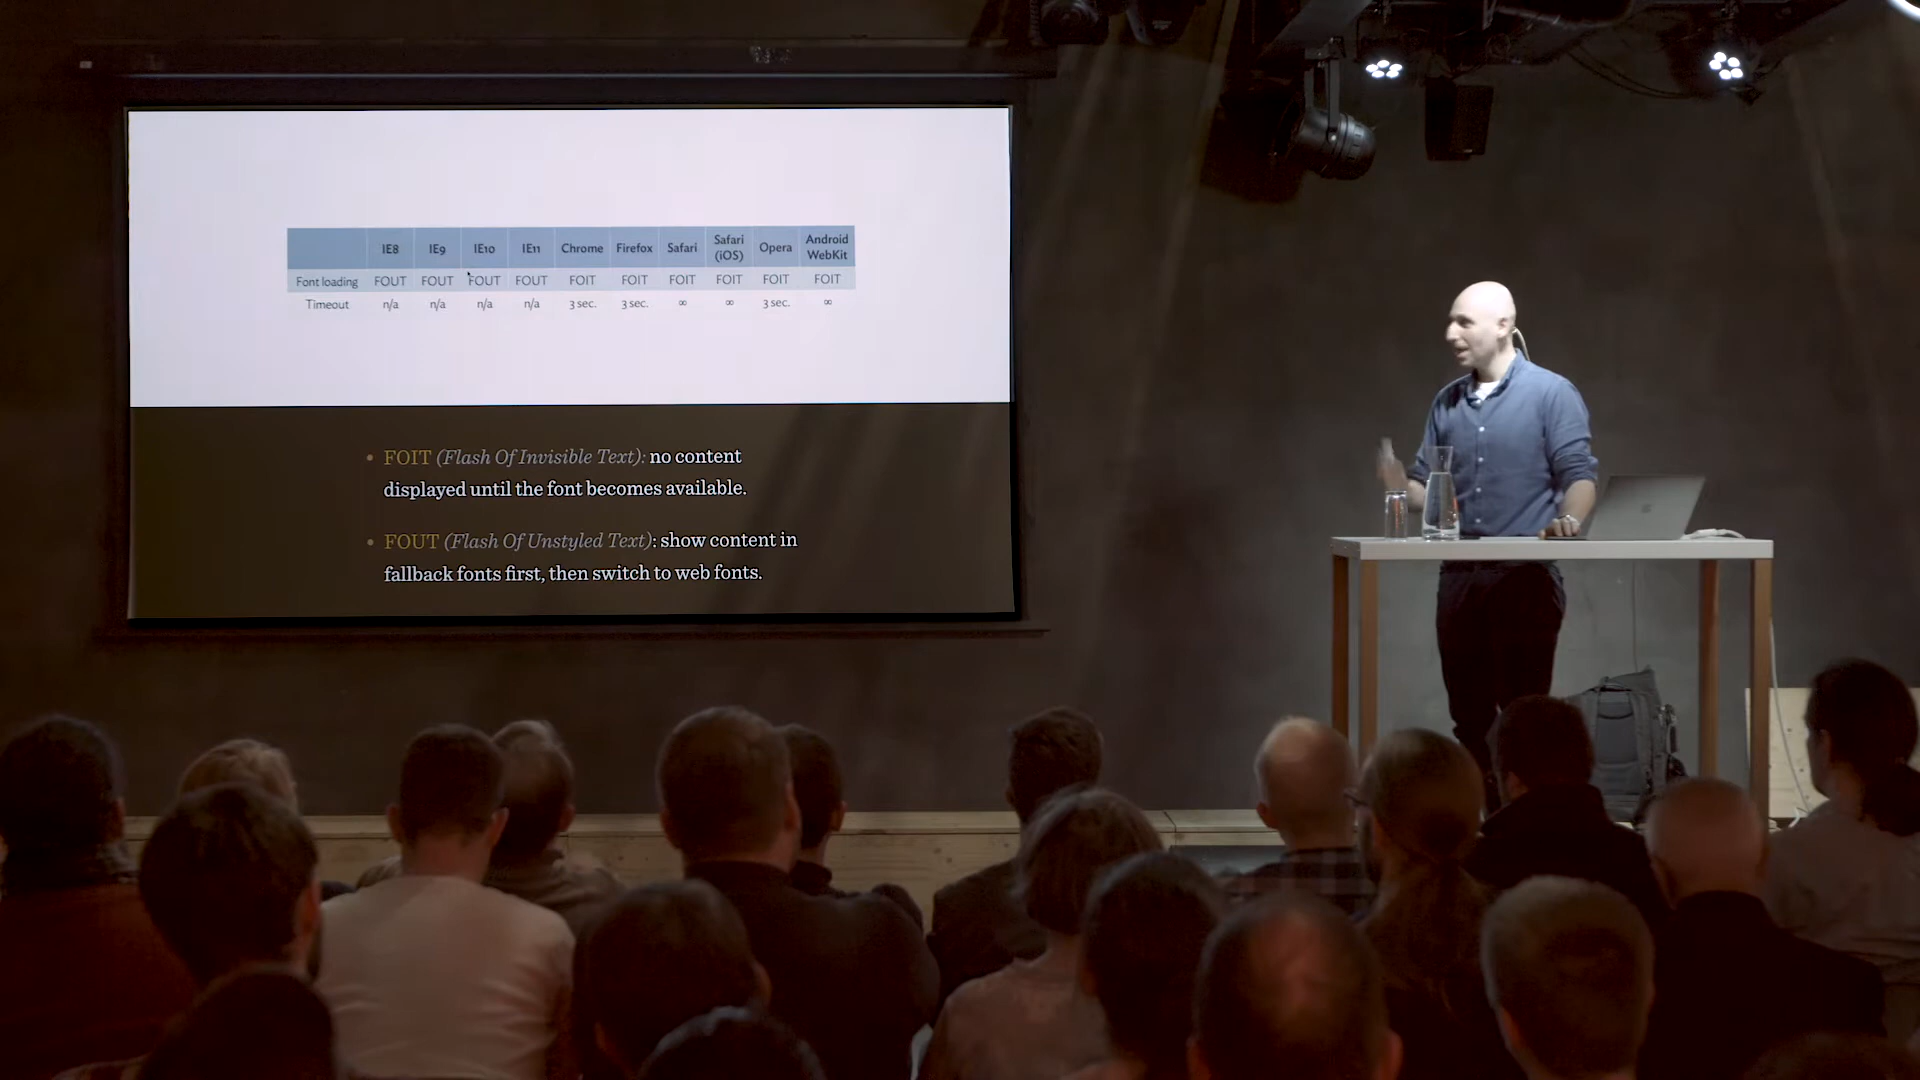 IE8 IE9 IE10 IE11 Chrome Firefox Safari Safari (iOS) Opera Android WebKit
Font loading FOUT FOUT FOUT FOUT FOIT FOIT FOIT FOIT FOIT FOIT
Timeout n/a n/a n/a n/a 3 sec. 3 sec. ∞ ∞ 3 sec. ∞
• FOIT (Flash Of Invisible Text): no content
displayed until the font becomes available.
• FOUT (Flash Of Unstyled Text): show content in
fallback fonts first, then switch to web fonts.